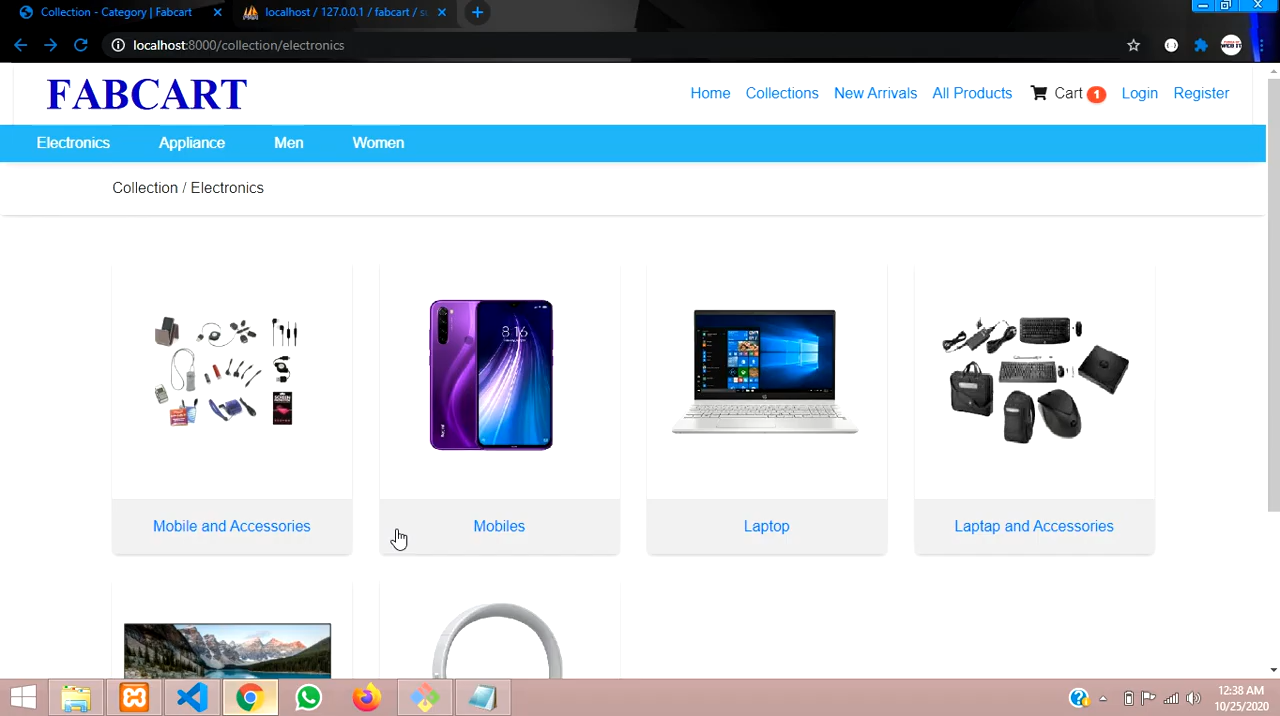 Collection - Category | Fabcart
localhost / 127.0.0.1 / fabcart /
localhost:8000/collection/electronics
FABCART
Home Collections New Arrivals All Products Cart 1 Login Register
Electronics Appliance Men Women
Collection / Electronics
8:16
Mobile and Accessories Mobiles Laptop Laptap and Accessories
12:38 AM
10/25/2020